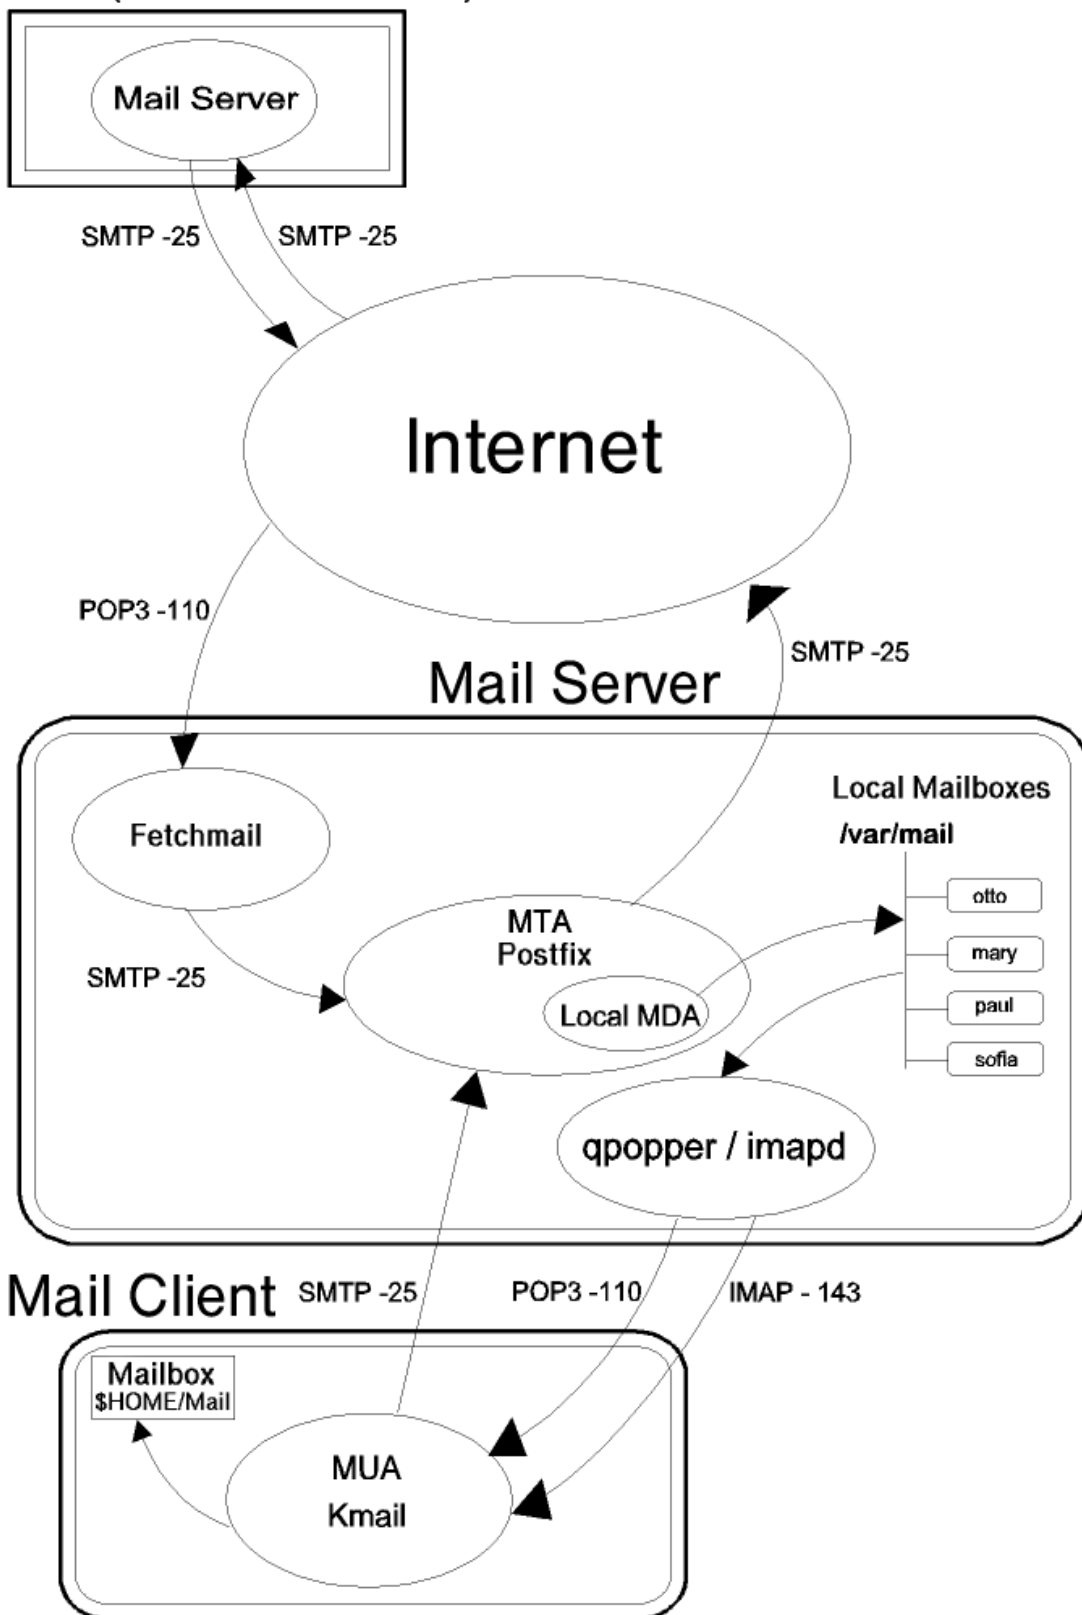 Mail Server
SMTP -25
SMTP -25
Internet
POP3 -110
SMTP -25
Mail Server
Local Mailboxes
/var/mail
Fetchmail
otto
MTA
Postfix
mary
SMTP -25
Local MDA
paul
sofia
qpopper / imapd
Mail Client
SMTP -25
POP3 -110
IMAP - 143
Mailbox
$HOME/Mail
MUA
Kmail